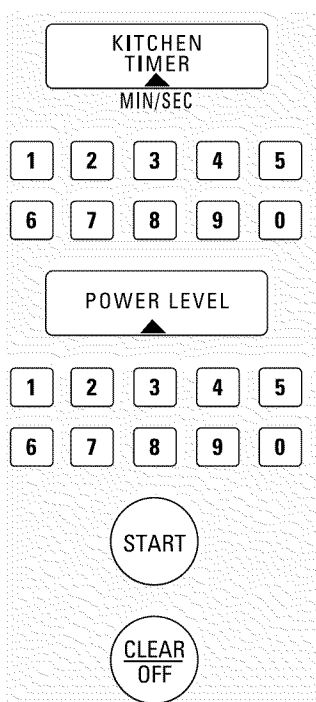 KITCHEN
TIMER
MIN/SEC
1 2 3 4 5
6 7 8 9 0
POWER LEVEL
1 2 3 4 5
6 7 8 9 0
START
CLEAR
OFF